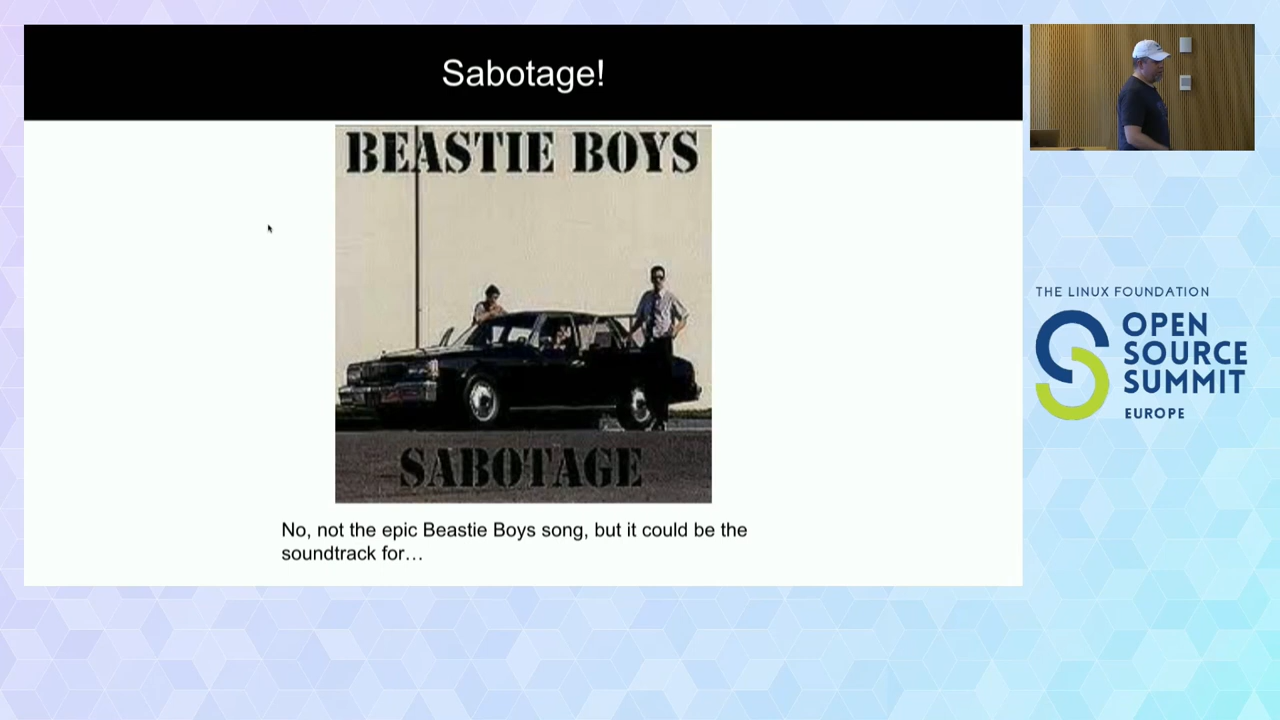 Sabotage!
BEASTIE BOYS
SABOTAGE
No, not the epic Beastie Boys song, but it could be the
soundtrack for…
THE LINUX FOUNDATION
OPEN
SOURCE
SUMMIT
EUROPE